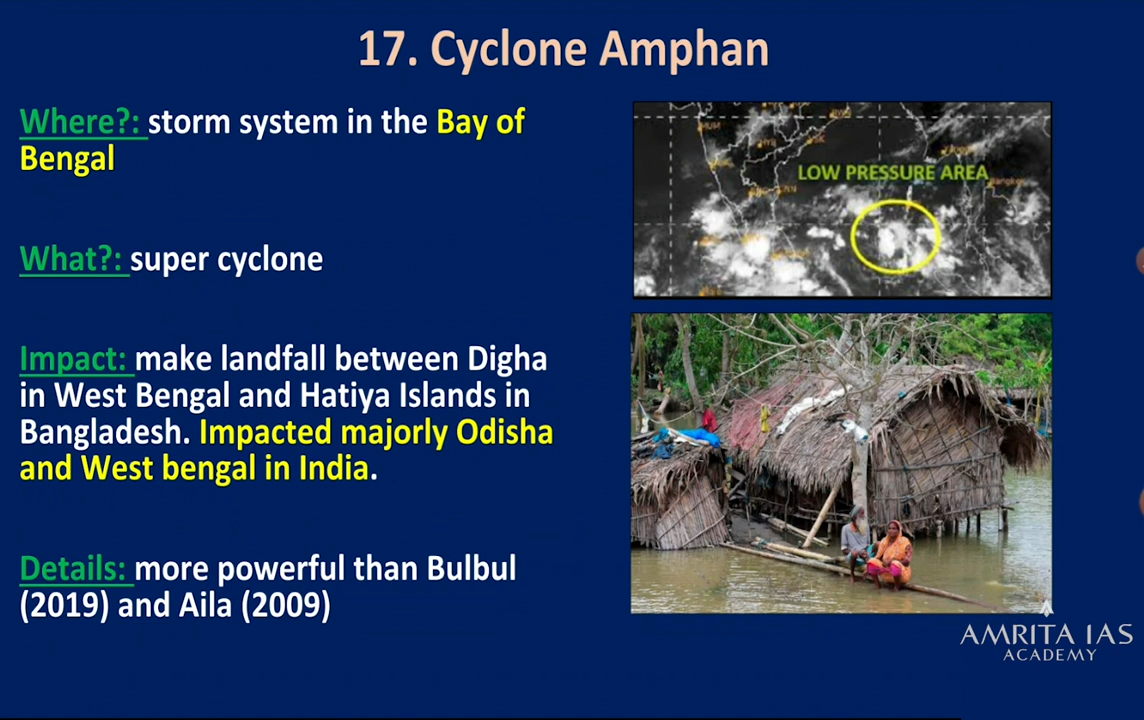 17. Cyclone Amphan
Where?: storm system in the Bay of
Bengal
What?: super cyclone
Impact: make landfall between Digha
in West Bengal and Hatiya Islands in
Bangladesh. Impacted majorly Odisha
and West bengal in India.
Details: more powerful than Bulbul
(2019) and Aila (2009)
LOW PRESSURE AREA
AMRITA IAS
ACADEMY